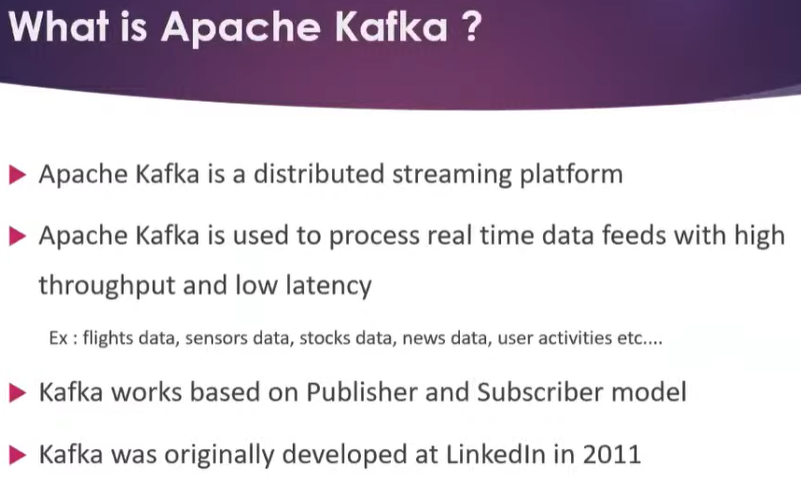 What is Apache Kafka ?
Apache Kafka is a distributed streaming platform
Apache Kafka is used to process real time data feeds with high
throughput and low latency
Ex : flights data, sensors data, stocks data, news data, user activities etc....
Kafka works based on Publisher and Subscriber model
Kafka was originally developed at LinkedIn in 2011